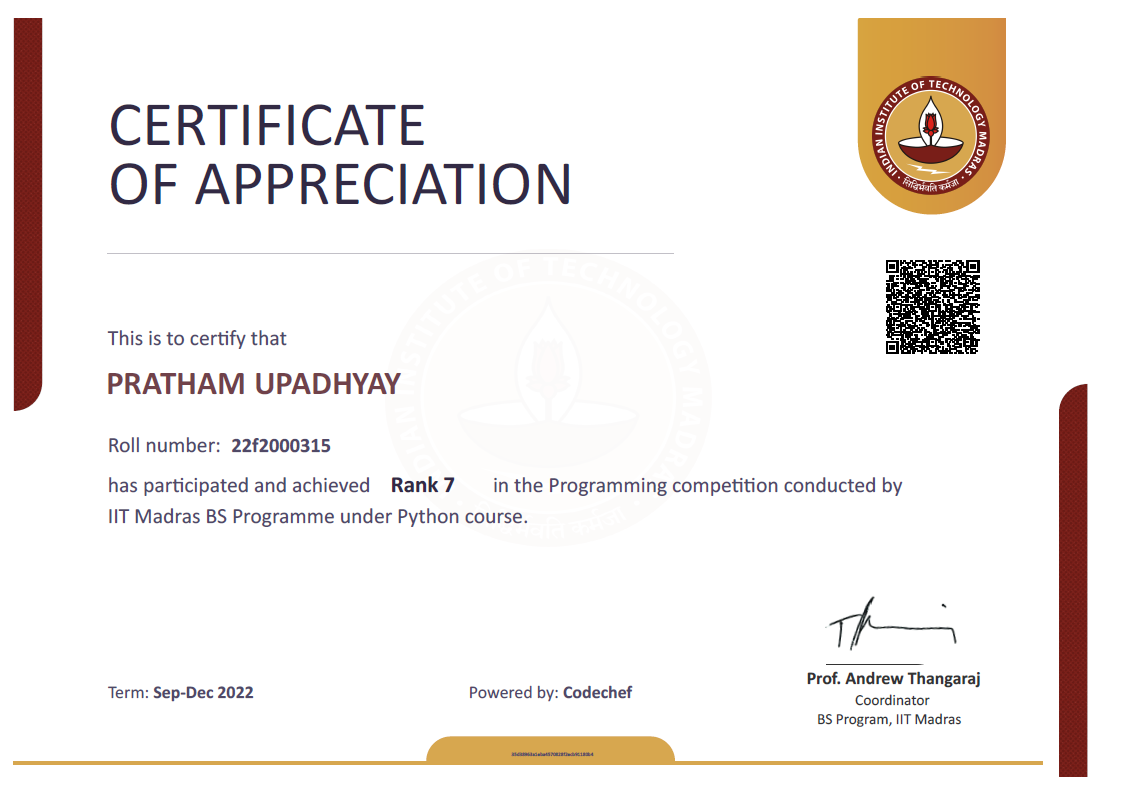 CERTIFICATE
OF APPRECIATION
INDIAN INSTITUTE OF TECHNOLOGY MADRAS
सिद्धिर्भवति कर्मजा
This is to certify that
PRATHAM UPADHYAY
Roll number: 22f2000315
has participated and achieved Rank 7 in the Programming competition conducted by
IIT Madras BS Programme under Python course.
Term: Sep-Dec 2022
Powered by: Codechef
Prof. Andrew Thangaraj
Coordinator
BS Program, IIT Madras